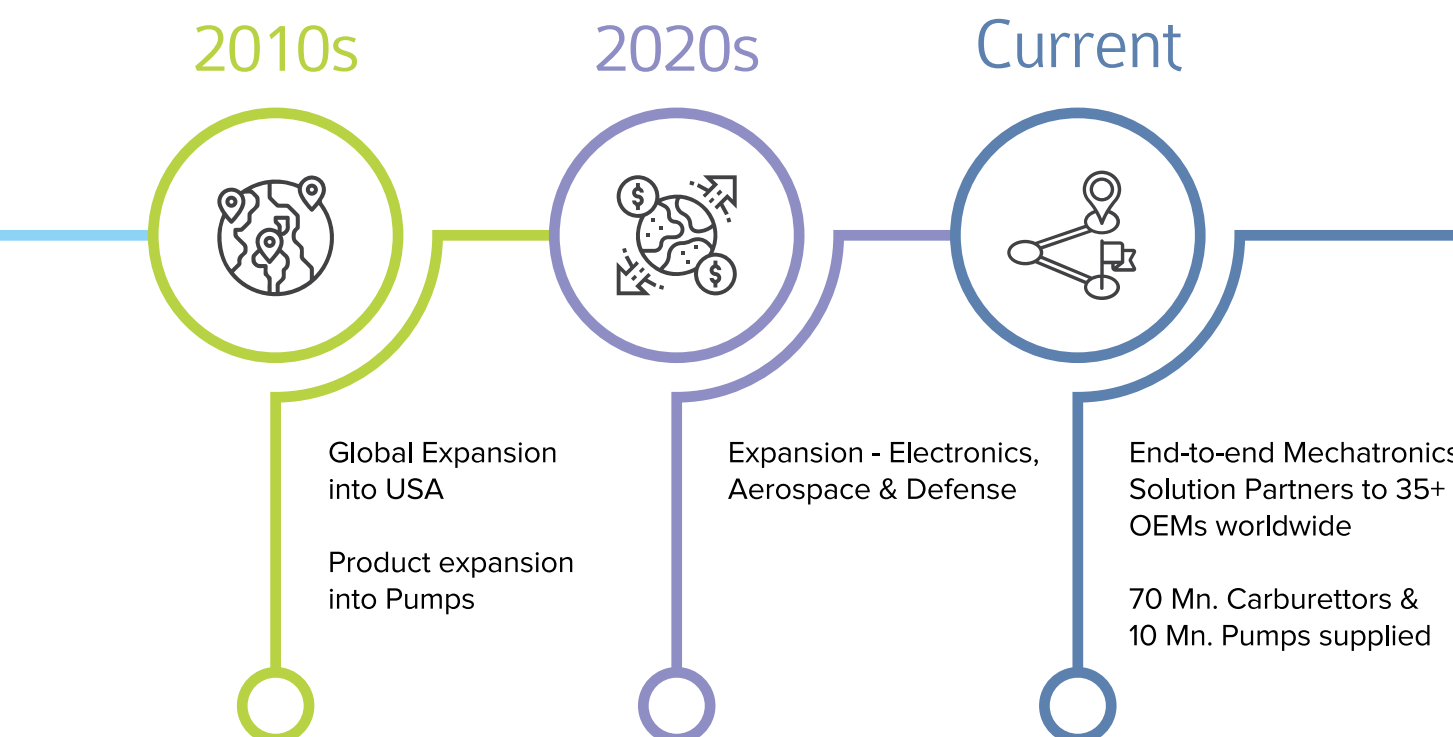 2010s
2020s
Current
Global Expansion
into USA
Product expansion
into Pumps
Expansion - Electronics,
Aerospace & Defense
End-to-end Mechatronics
Solution Partners to 35+
OEMs worldwide
70 Mn. Carburettors &
10 Mn. Pumps supplied